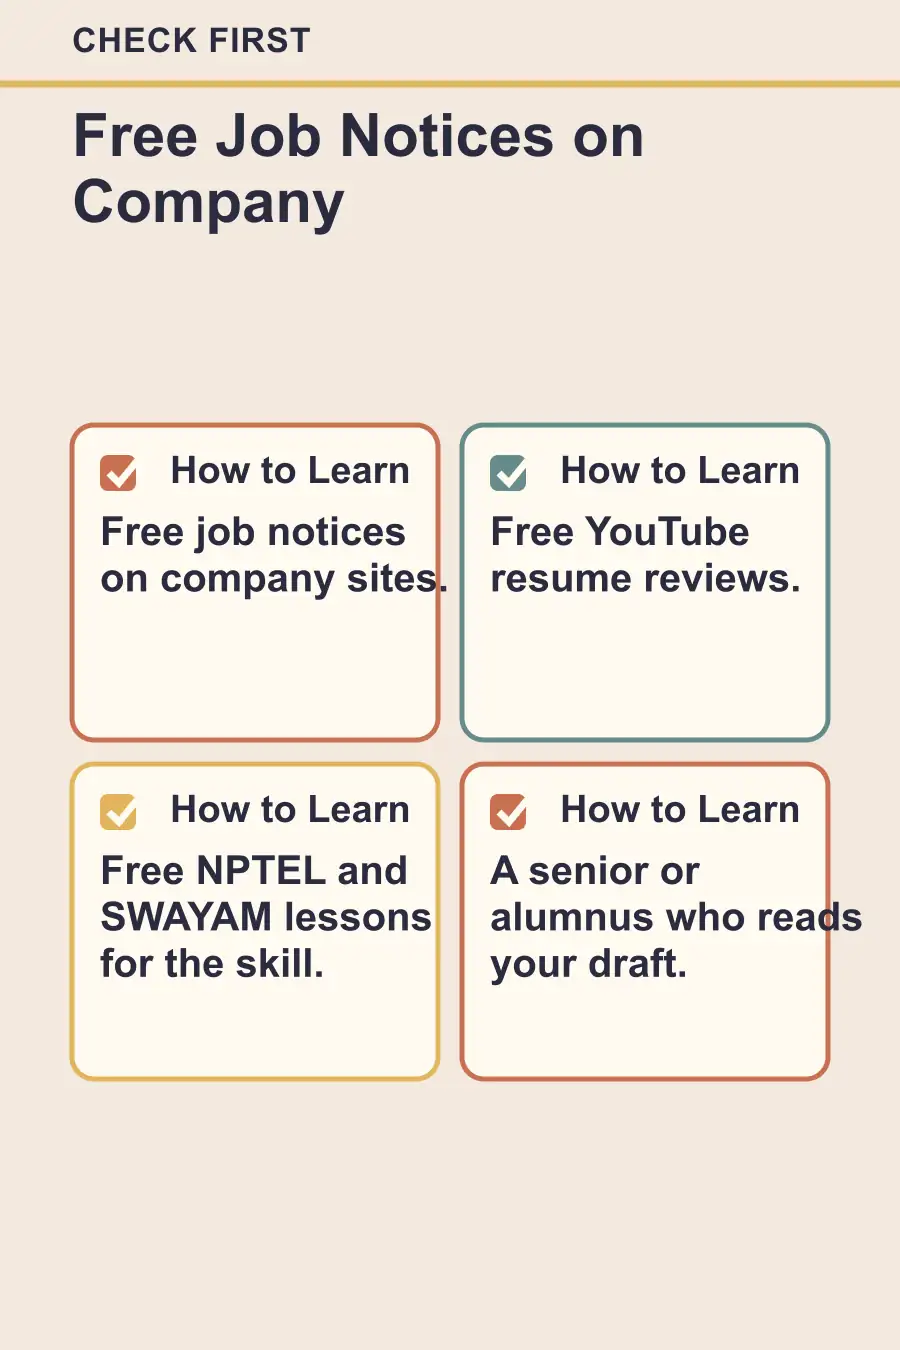 CHECK FIRST
Free Job Notices on
Company
How to Learn
Free job notices
on company sites.
How to Learn
Free YouTube
resume reviews.
How to Learn
Free NPTEL and
SWAYAM lessons
for the skill.
How to Learn
A senior or
alumnus who reads
your draft.